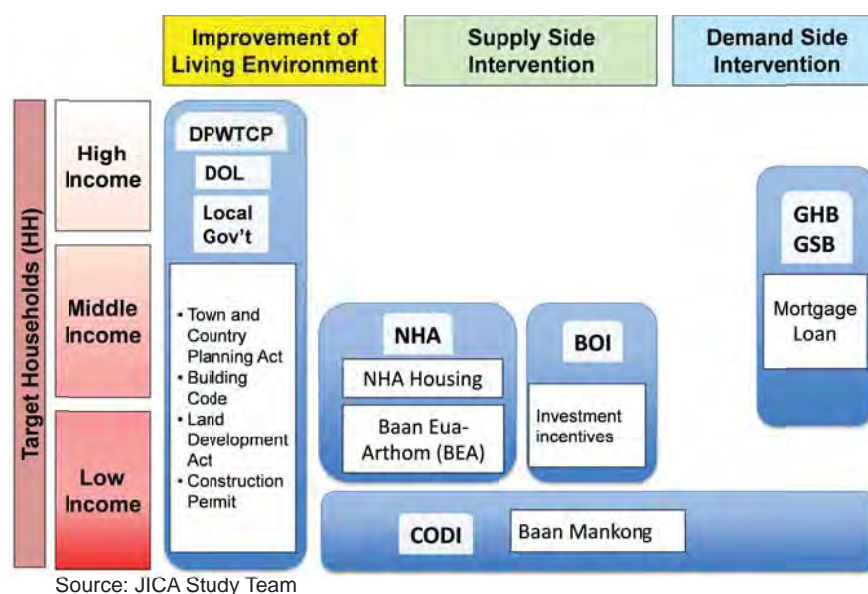 Improvement of
Living Environment
Supply Side
Intervention
Demand Side
Intervention
Target Households (HH)
High
Income
Middle
Income
Low
Income
DPWTCP
DOL
Local
Gov't
• Town and
Country
Planning Act
• Building
Code
• Land
Development
Act
• Construction
Permit
NHA
NHA Housing
Baan Eua-
Arthom (BEA)
BOI
Investment
incentives
GHB
GSB
Mortgage
Loan
CODI
Baan Mankong
Source: JICA Study Team